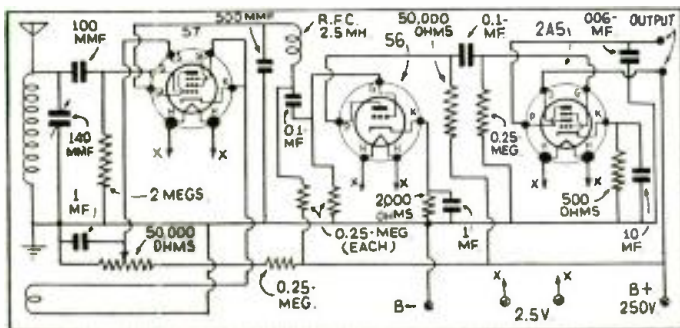 100
MMF
57
500 MMF
R.F.C.
2.5 MH
50,000
OHMS
56
0.1-
MF.
2A5
.006-
MF
OUTPUT
140
MMF
1
MF
2 MEGS
50,000
OHMS
0.1
MF
0.25-MEG
(EACH)
0.25-
MEG.
2,000
OHMS
1
MF
0.25
MEG
500
OHMS
10
MF
P
K
G
P
K
H
H
P
G
K
X
X
X
X
X
X
X
X
2.5V
B-
B+
250V